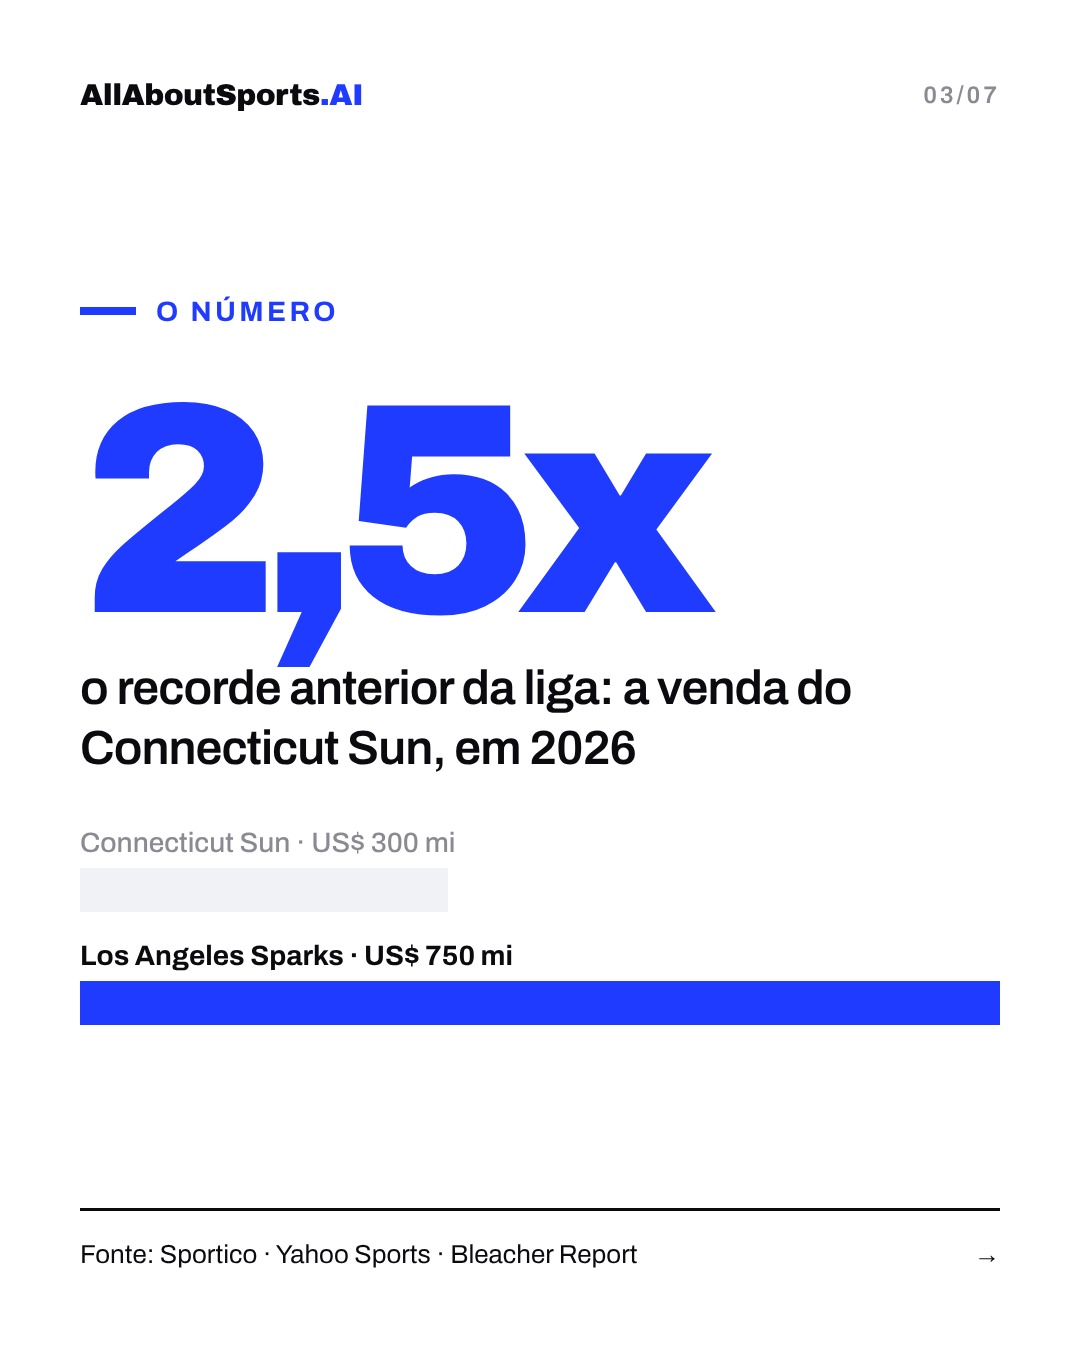 AllAboutSports.AI
03/07
O NÚMERO
2,5x
o recorde anterior da liga: a venda do
Connecticut Sun, em 2026
Connecticut Sun · US$ 300 mi
Los Angeles Sparks · US$ 750 mi
Fonte: Sportico · Yahoo Sports · Bleacher Report
→